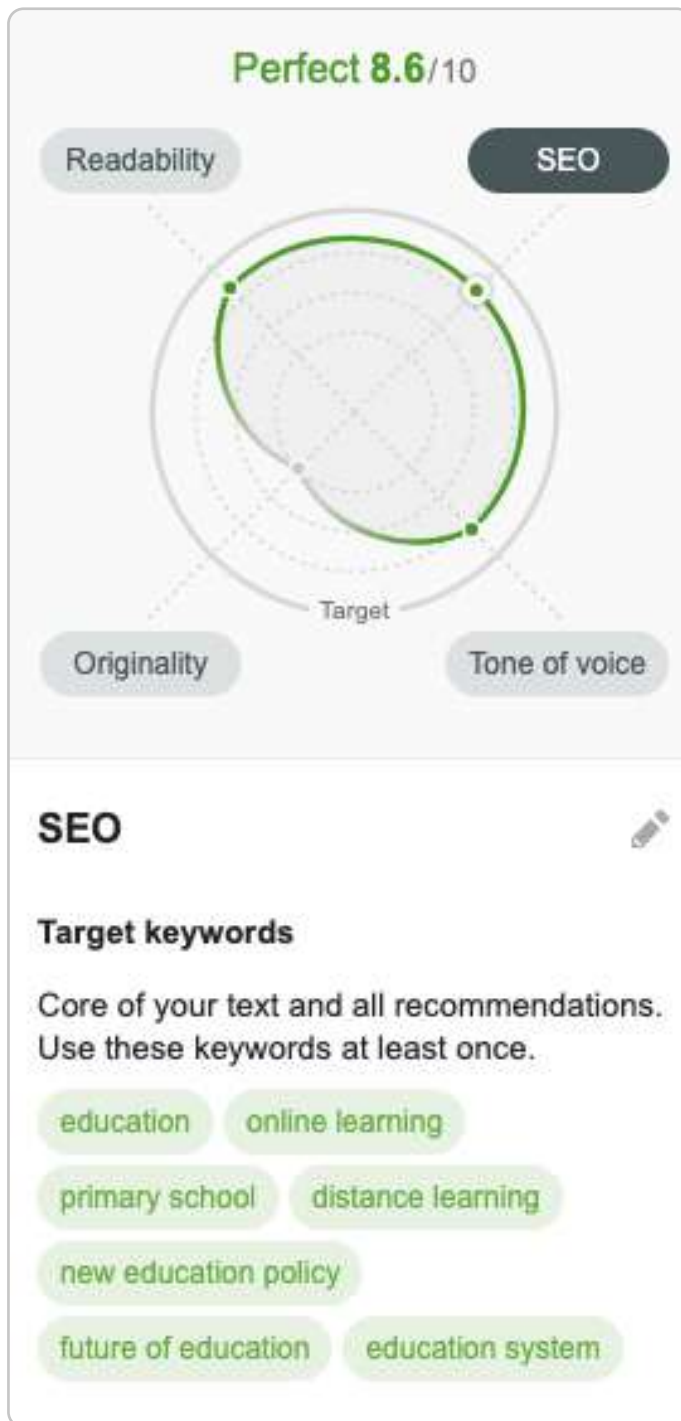 Perfect 8.6/10
Readability
SEO
Target
Originality
Tone of voice
SEO
Target keywords
Core of your text and all recommendations.
Use these keywords at least once.
education
online learning
primary school
distance learning
new education policy
future of education
education system